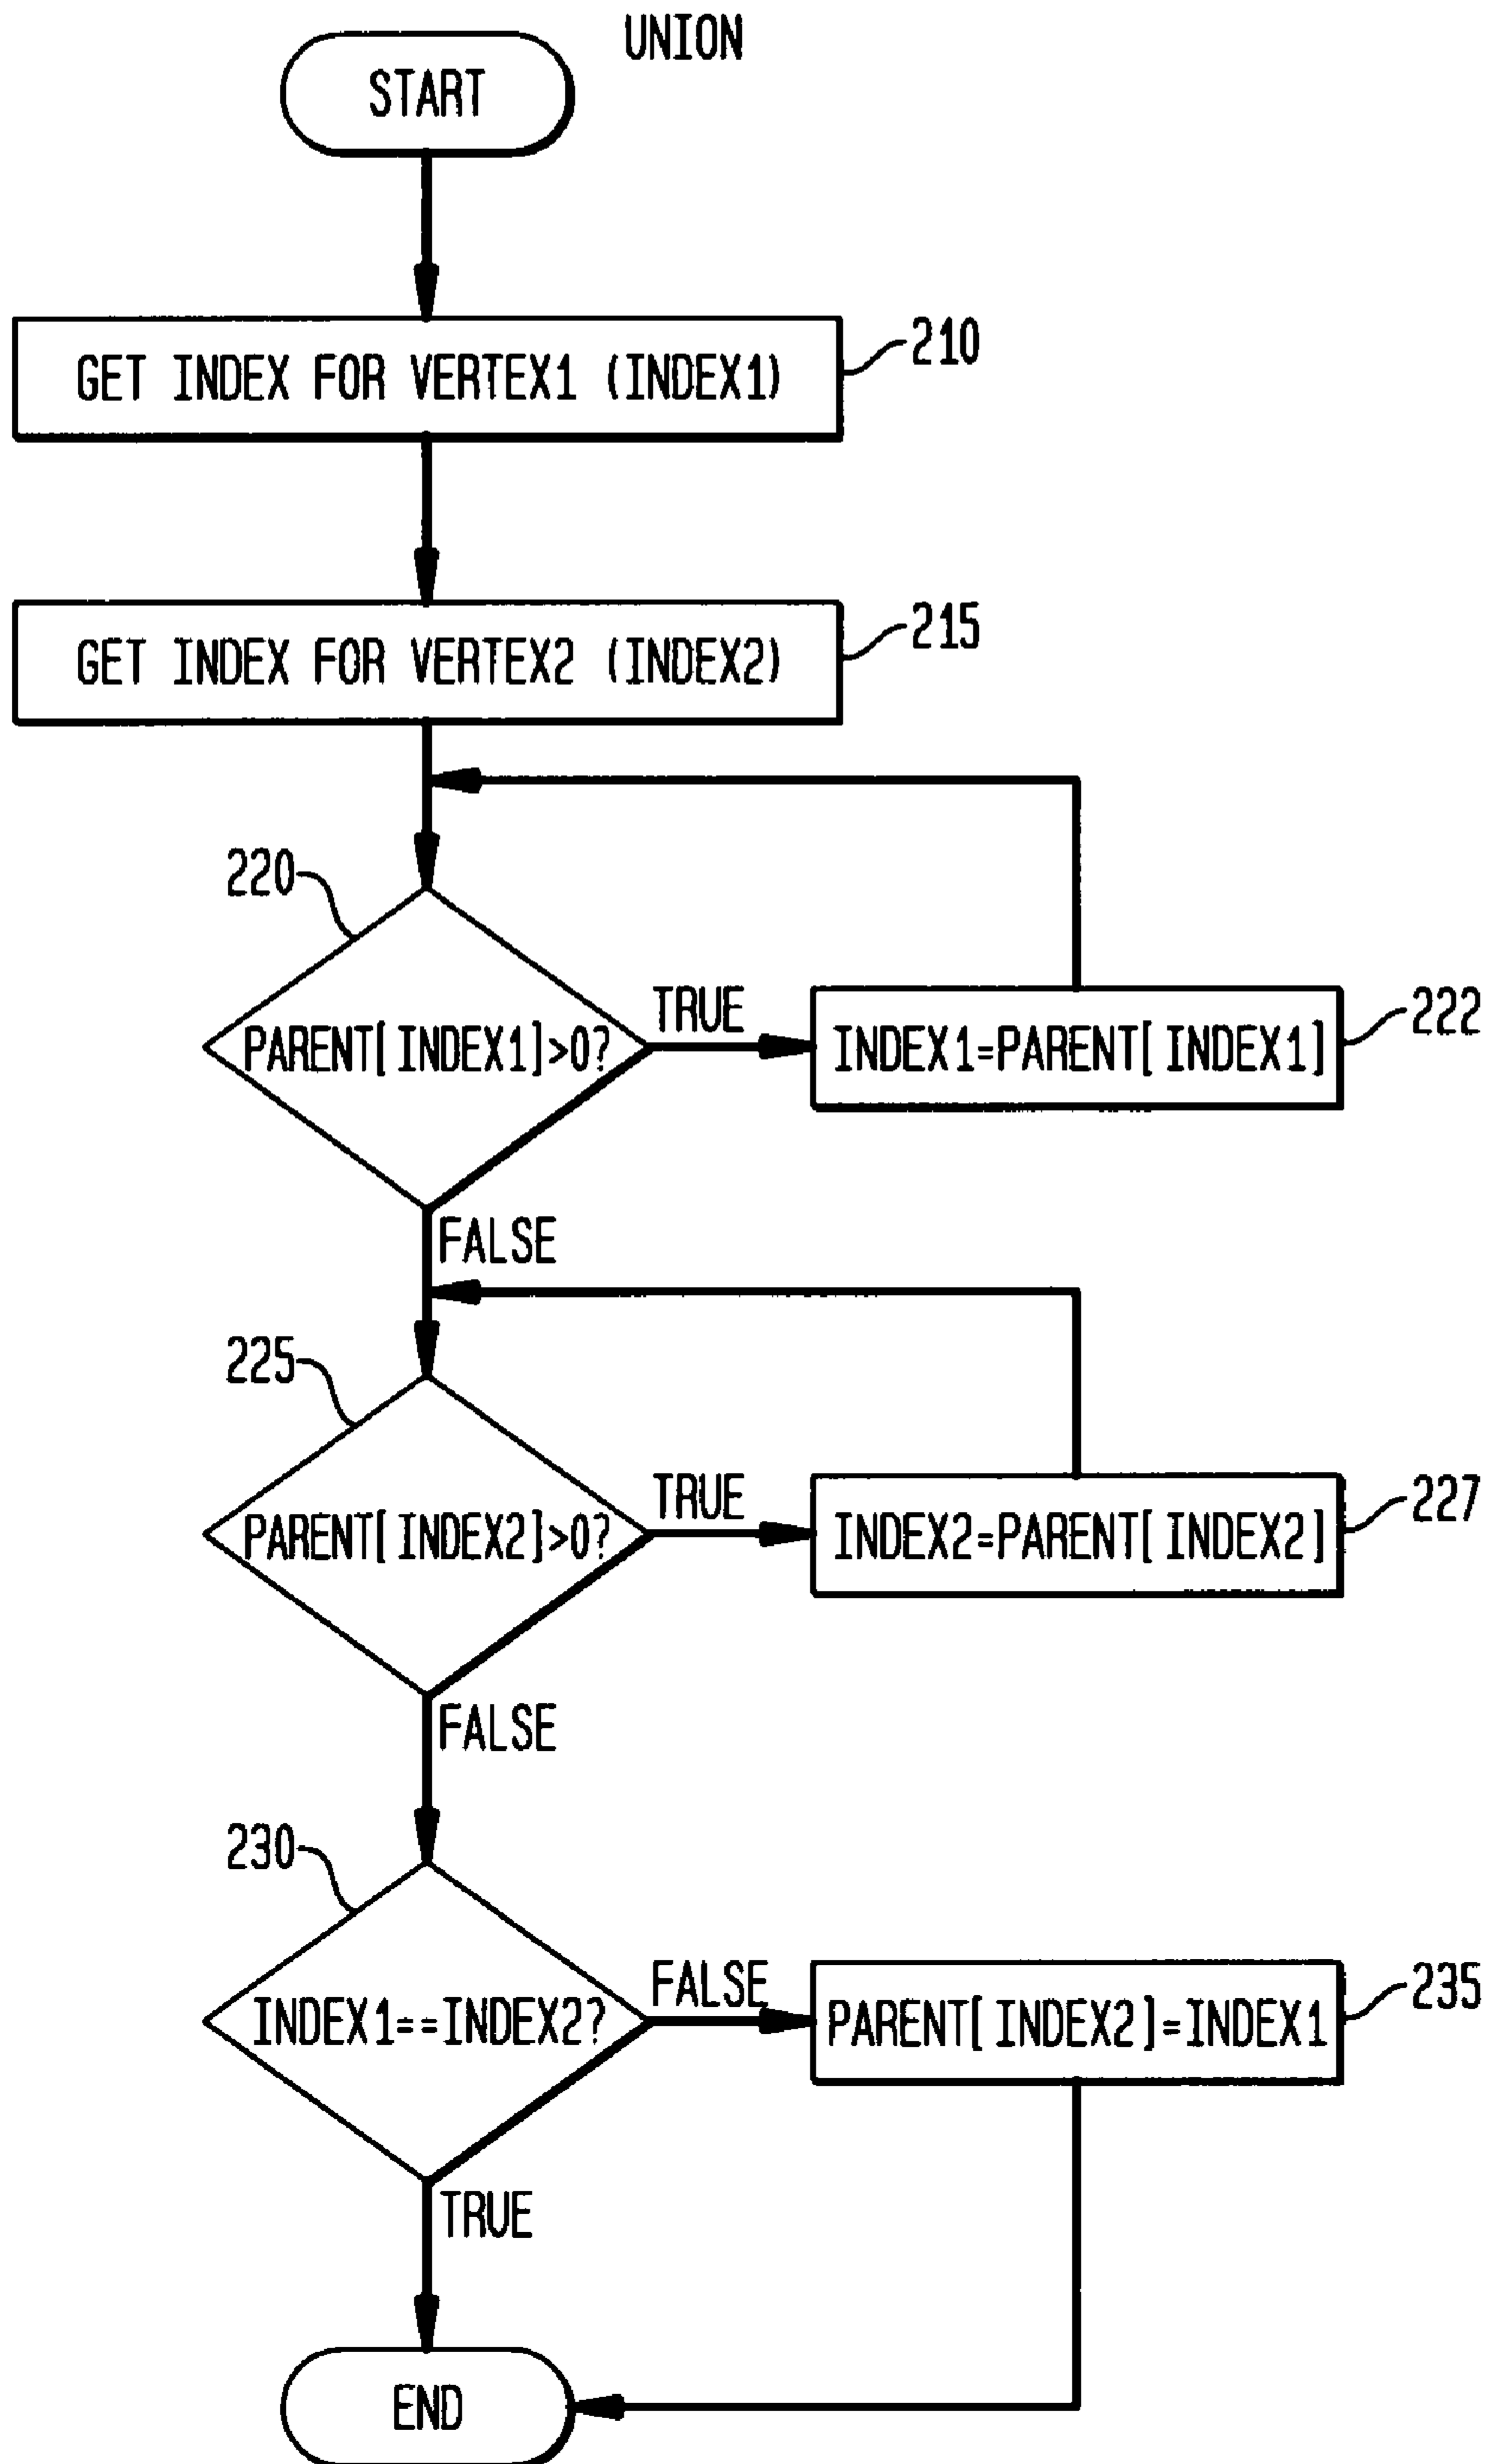 UNION
START
GET INDEX FOR VERTEX1 (INDEX1)
210
GET INDEX FOR VERTEX2 (INDEX2)
215
220
PARENT[INDEX1]>0?
TRUE
INDEX1=PARENT[INDEX1]
222
FALSE
225
PARENT[INDEX2]>0?
TRUE
INDEX2=PARENT[INDEX2]
227
FALSE
230
INDEX1==INDEX2?
FALSE
PARENT[INDEX2]=INDEX1
235
TRUE
END